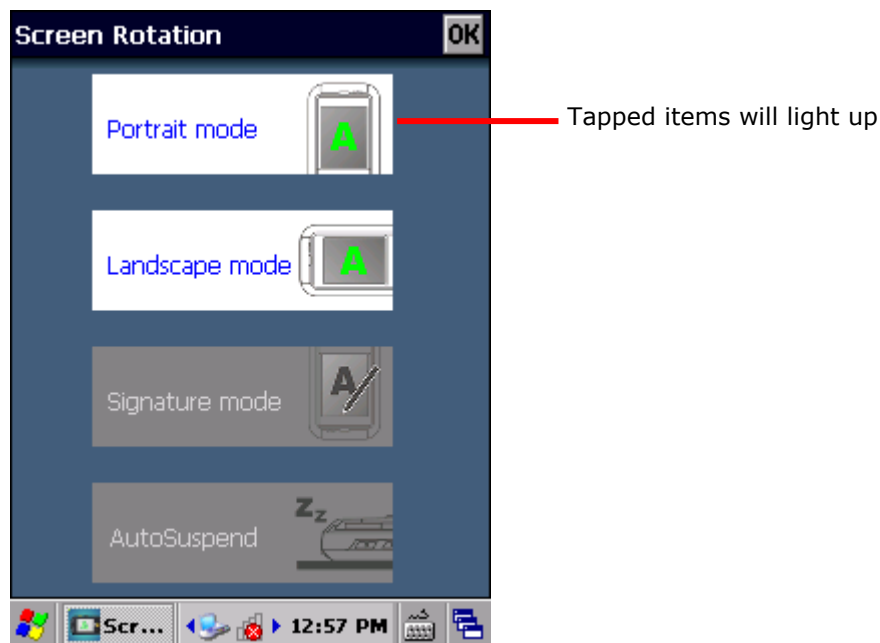 Screen Rotation OK
Portrait mode A
Tapped items will light up
Landscape mode A
Signature mode A
AutoSuspend Zz
Scr... 12:57 PM